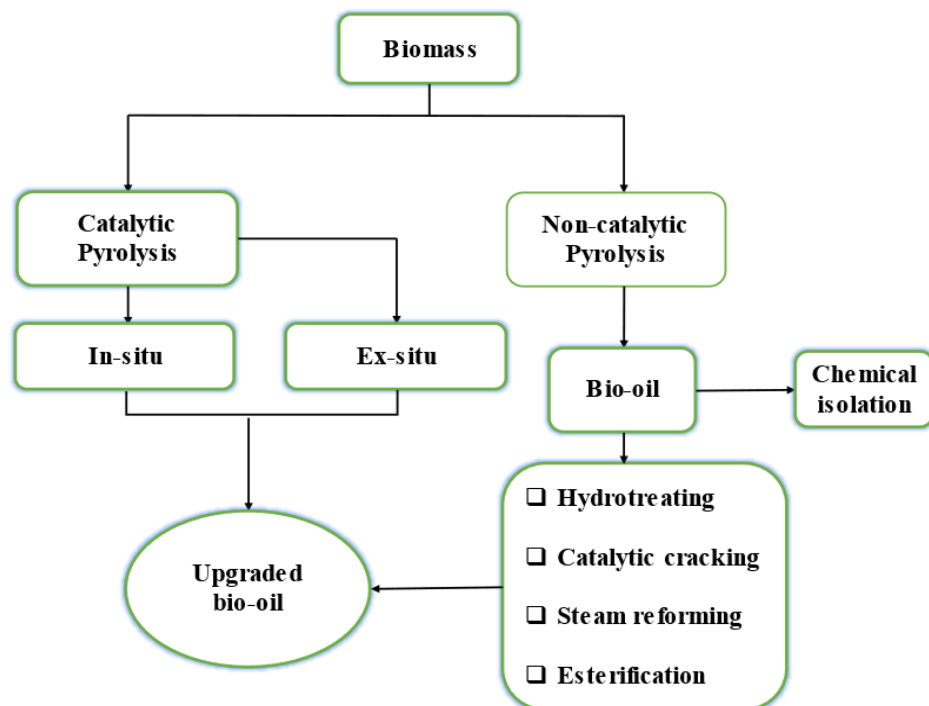 Biomass
Catalytic
Pyrolysis
Non-catalytic
Pyrolysis
In-situ
Ex-situ
Bio-oil
Chemical
isolation
❑ Hydrotreating
❑ Catalytic cracking
❑ Steam reforming
❑ Esterification
Upgraded
bio-oil